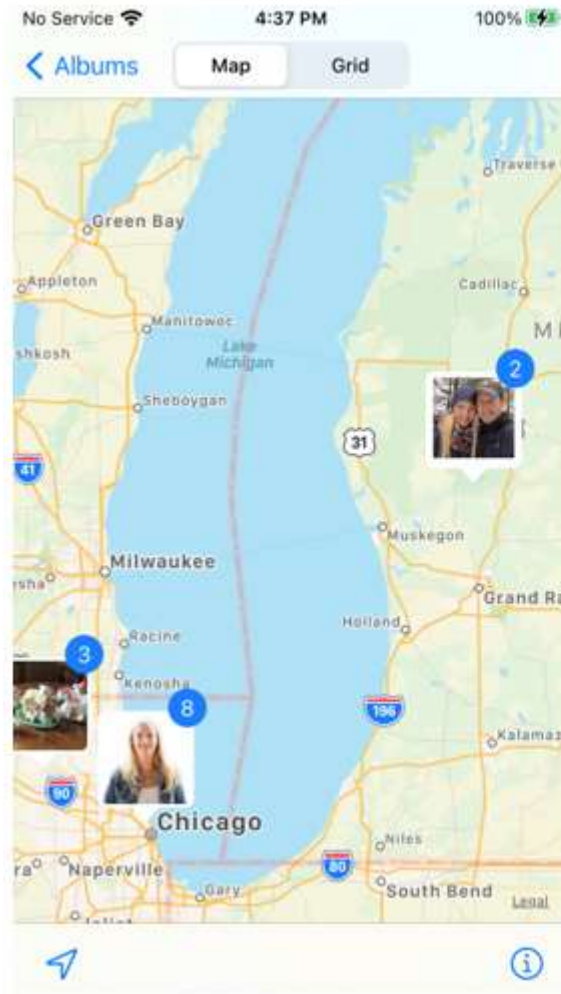 No Service 4:37 PM 100%
Albums Map Grid
Traverse
Green Bay
Appleton
Cadillac
Manitowoc
M
Lake
Michigan
shkosh
2
Sheboygan
31
41
Muskegon
Milwaukee
sha
Grand Ra
Holland
Racine
3
Kenosha
8
196
Kalamaz
90
Chicago
Niles
ra
Naperville
80
Gary
South Bend
Legal